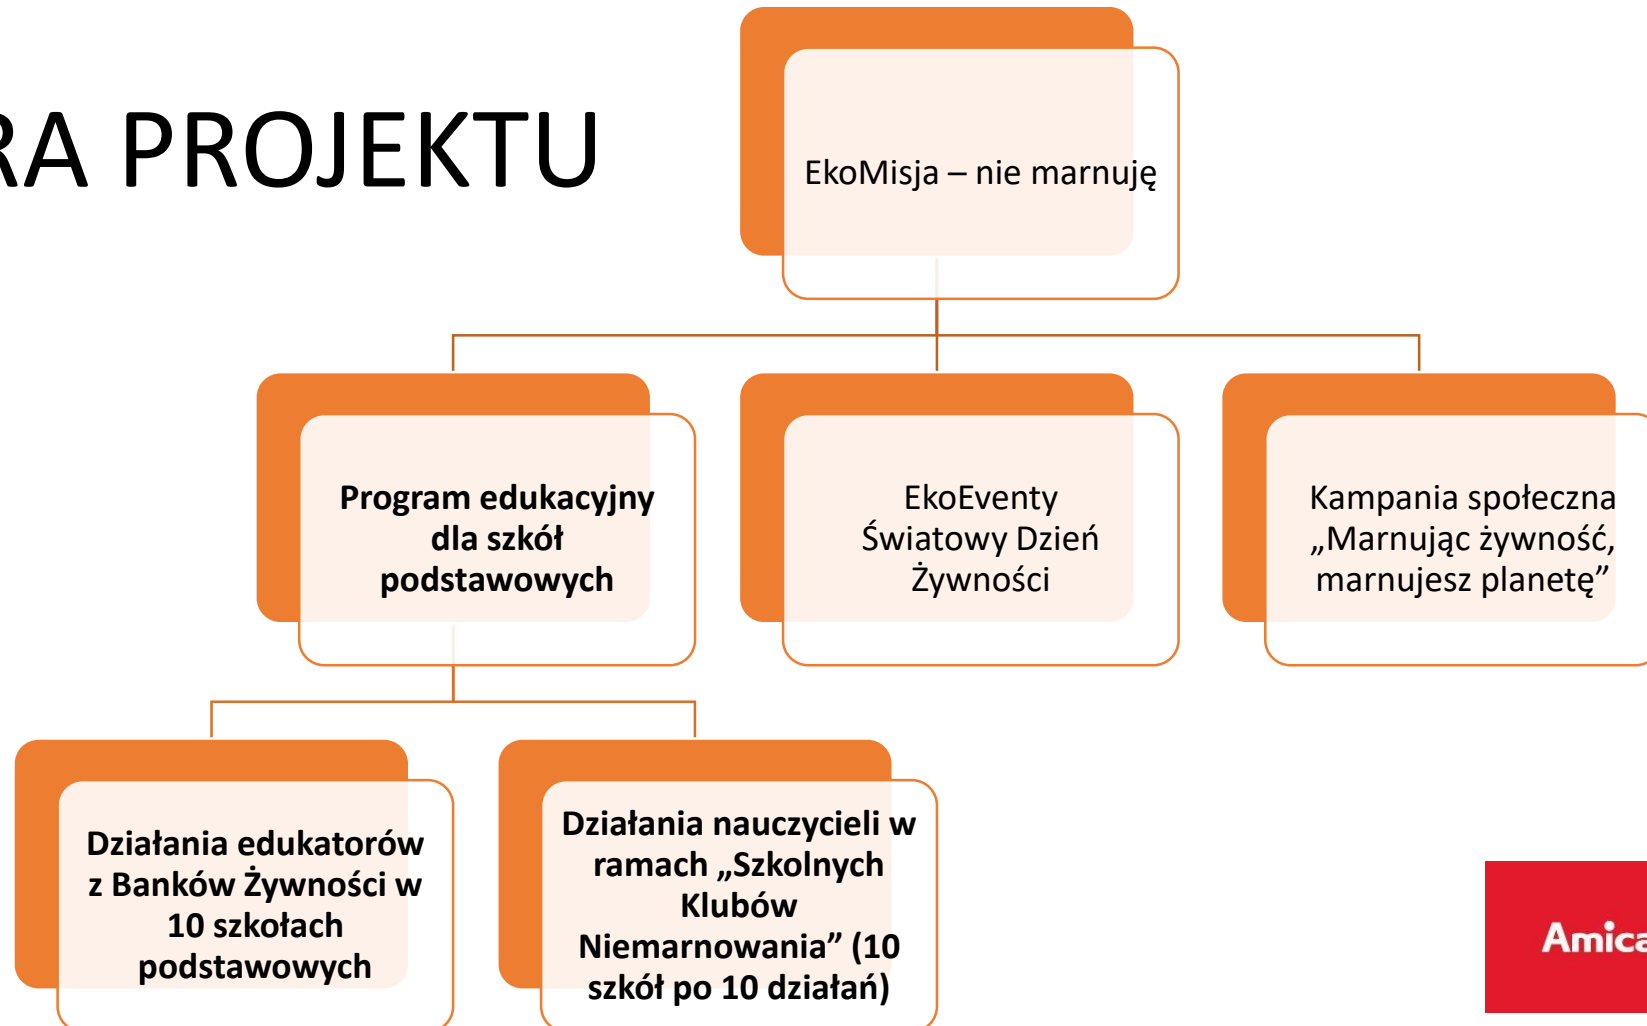 RA PROJEKTU
EkoMisja – nie marnuję
Program edukacyjny
dla szkół
podstawowych
EkoEventy
Światowy Dzień
Żywności
Kampania społeczna
„Marnując żywność,
marnujesz planetę”
Działania edukatorów
z Banków Żywności w
10 szkołach
podstawowych
Działania nauczycieli w
ramach „Szkolnych
Klubów
Niemarnowania” (10
szkół po 10 działań)
Amica